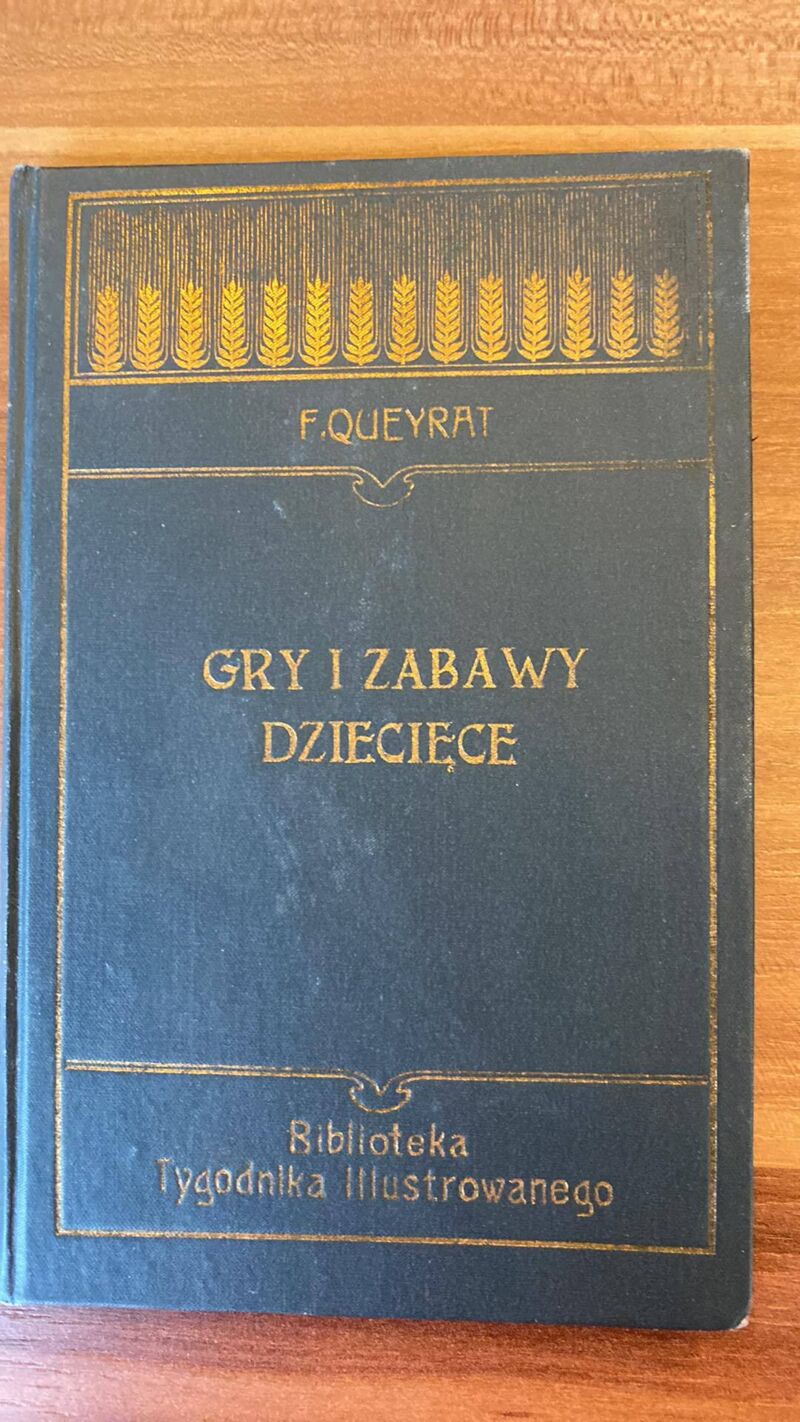 F. QUEYRAT
GRY I ZABAWY
DZIECIĘCE
Biblioteka
Tygodnika Illustrowanego